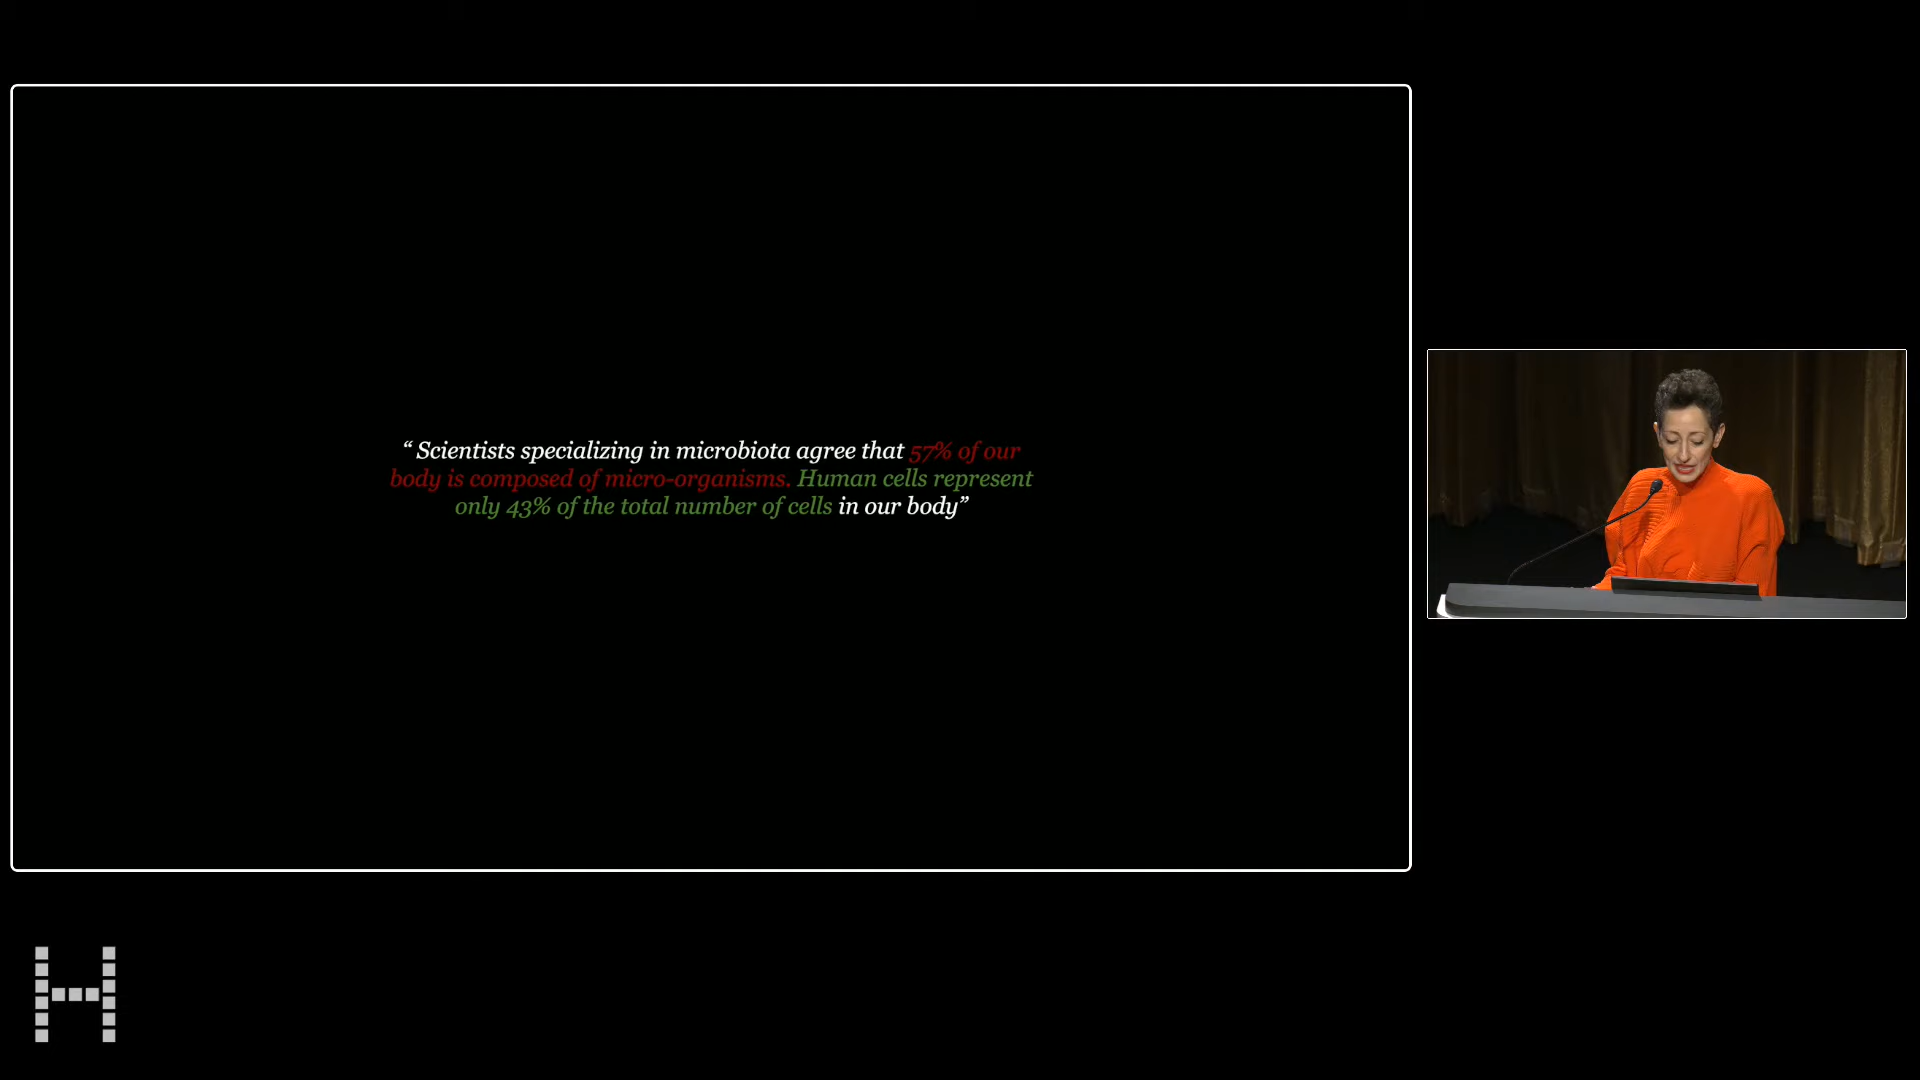 “ Scientists specializing in microbiota agree that 57% of our
body is composed of micro-organisms. Human cells represent
only 43% of the total number of cells in our body”
H